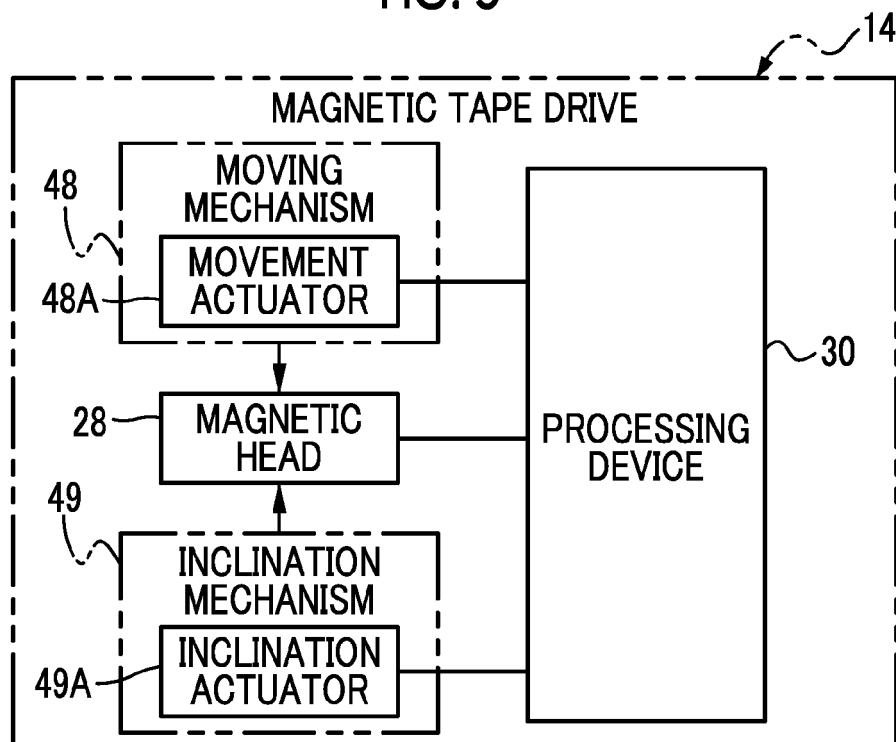 14
MAGNETIC TAPE DRIVE
48
MOVING
MECHANISM
48A
MOVEMENT
ACTUATOR
30
28
MAGNETIC
HEAD
PROCESSING
DEVICE
49
INCLINATION
MECHANISM
49A
INCLINATION
ACTUATOR